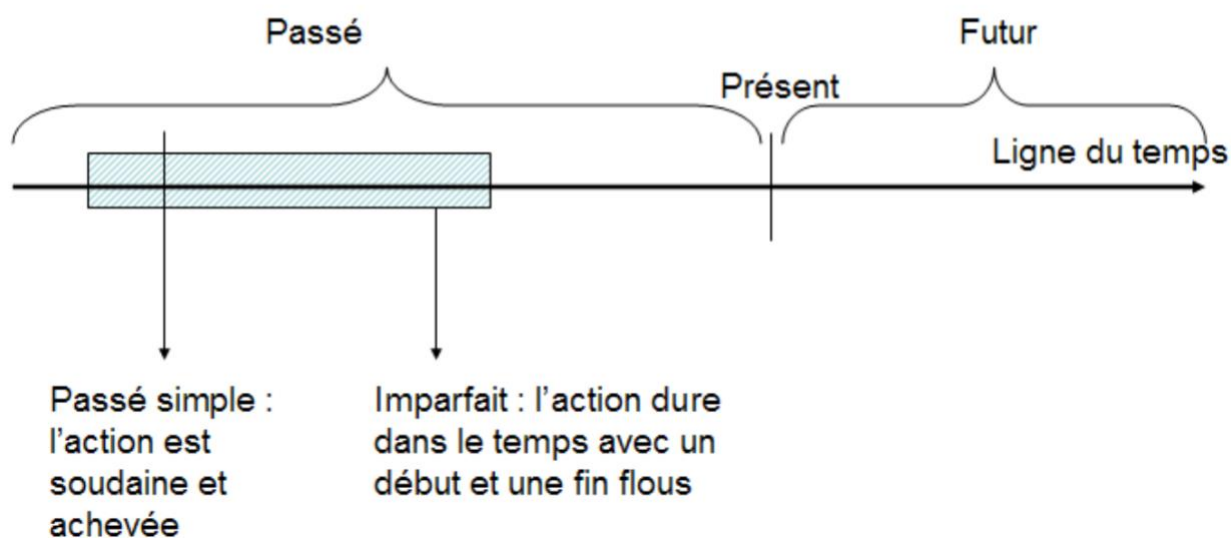 Passé
Futur
Présent
Ligne du temps
Passé simple :
l'action est
soudaine et
achevée
Imparfait : l'action dure
dans le temps avec un
début et une fin flous